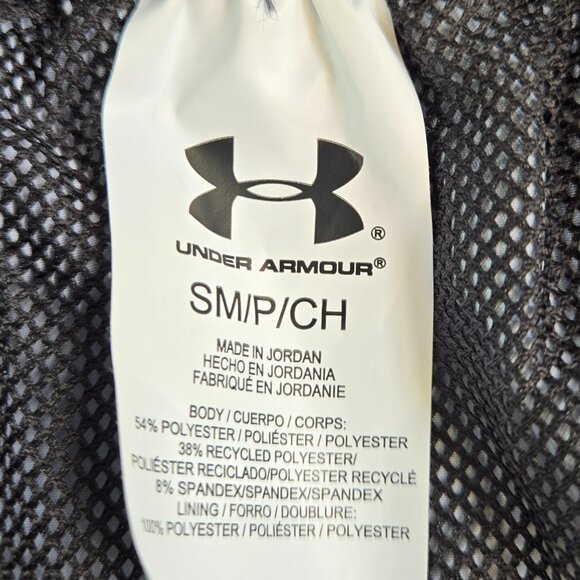 ®
UNDER ARMOUR®
SM/P/CH
MADE IN JORDAN
HECHO EN JORDANIA
FABRIQUÉ EN JORDANIE
BODY / CUERPO / CORPS:
54% POLYESTER / POLIÉSTER / POLYESTER
38% RECYCLED POLYESTER/
POLIÉSTER RECICLADO/POLYESTER RECYCLÉ
8% SPANDEX/SPANDEX/SPANDEX
LINING / FORRO / DOUBLURE:
100% POLYESTER / POLIÉSTER / POLYESTER